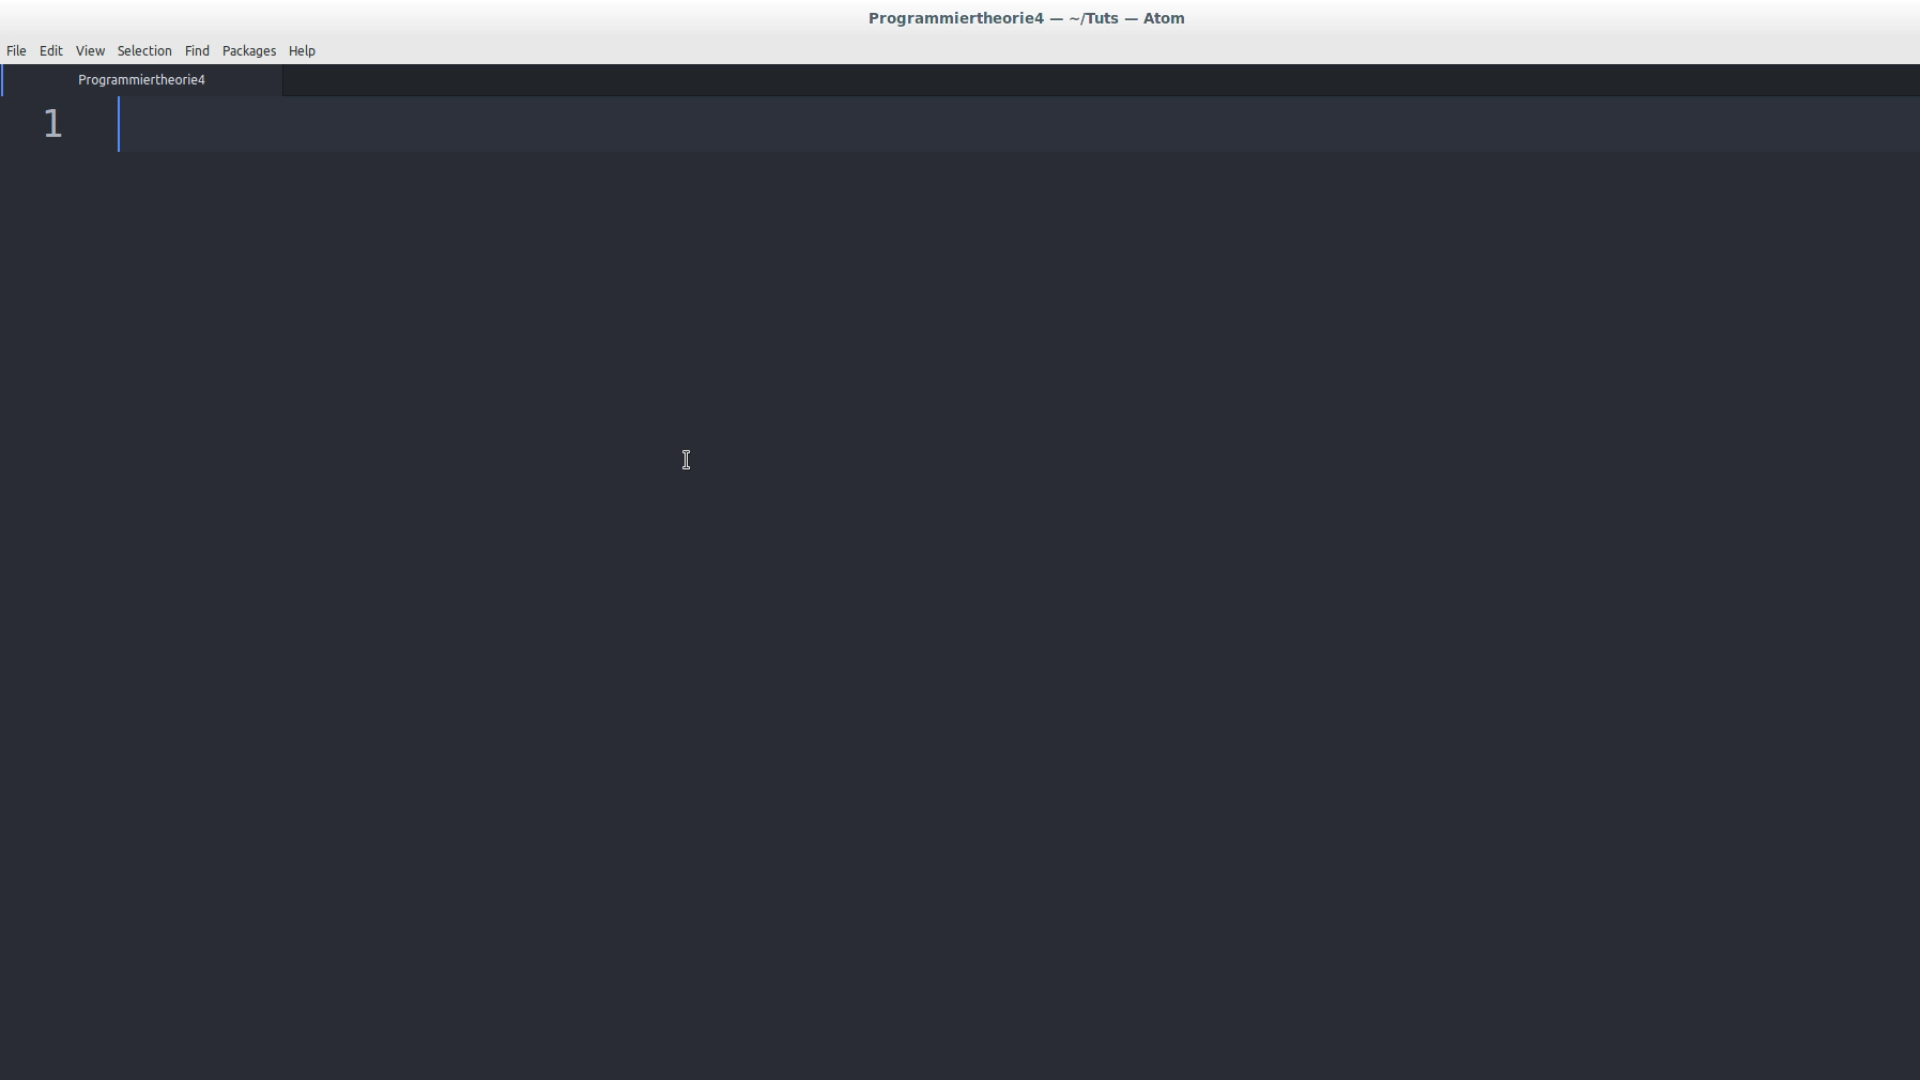 Programmiertheorie4 — ~/Tuts — Atom
File Edit View Selection Find Packages Help
Programmiertheorie4
1